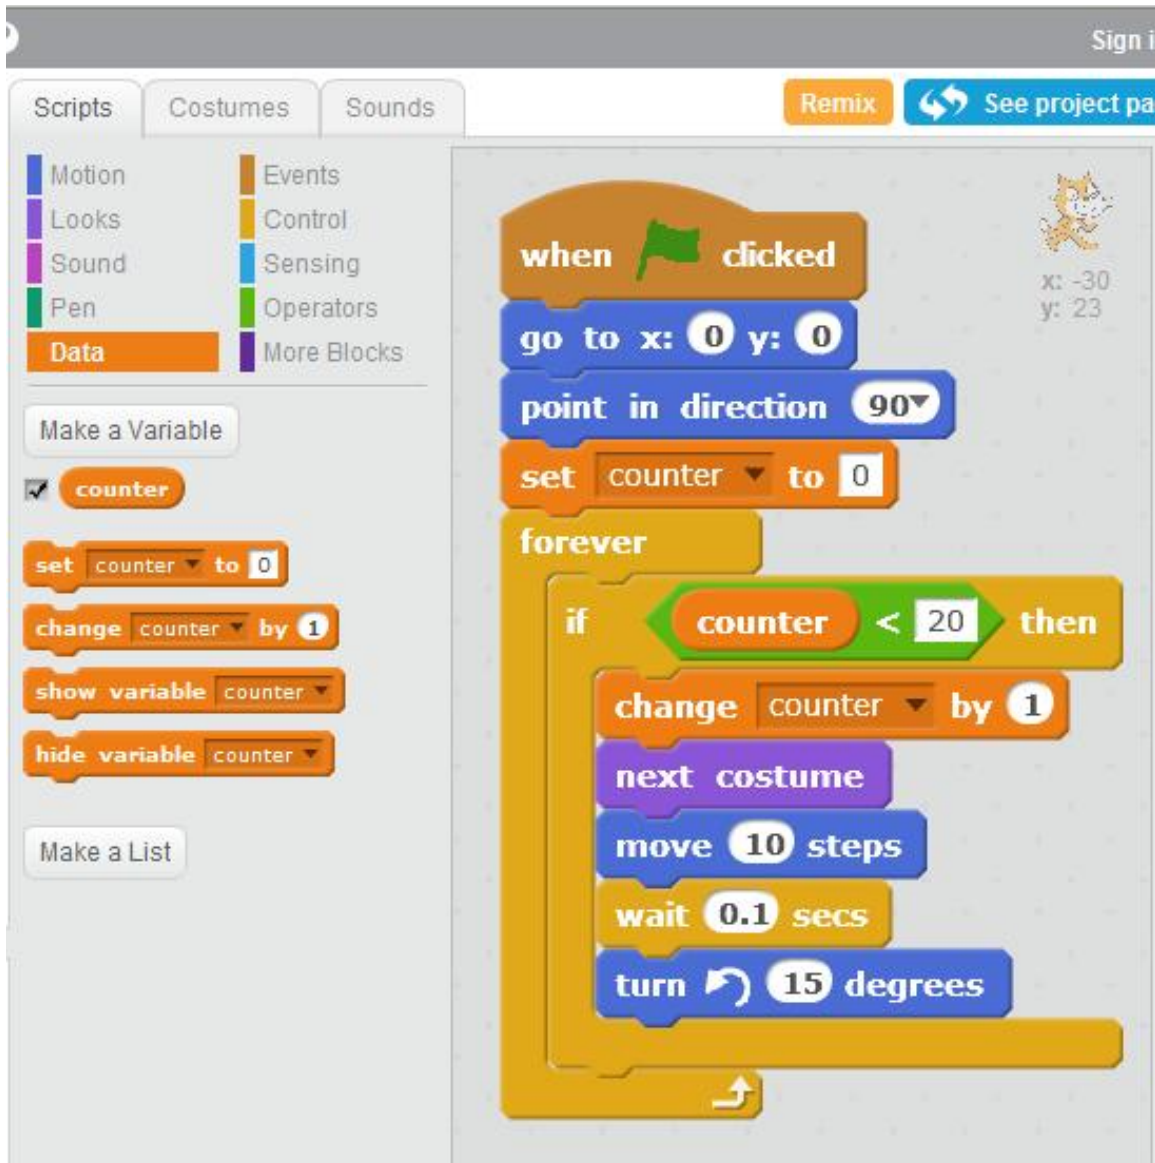 Sign i
Scripts Costumes Sounds
Remix See project pa
Motion Events
Looks Control
Sound Sensing
Pen Operators
Data More Blocks
Make a Variable
counter
set counter to 0
change counter by 1
show variable counter
hide variable counter
Make a List
x: -30
y: 23
when clicked
go to x: 0 y: 0
point in direction 90
set counter to 0
forever
if counter < 20 then
change counter by 1
next costume
move 10 steps
wait 0.1 secs
turn 15 degrees